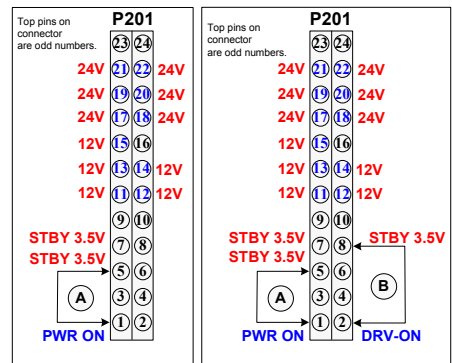 Top pins on
connector
are odd numbers.
P201
23 24
24V 21 22 24V
24V 19 20 24V
24V 17 18 24V
12V 15 16
12V 13 14 12V
12V 11 12 12V
9 10
STBY 3.5V 7 8
STBY 3.5V
5 6
A
3 4
1 2
PWR ON
Top pins on
connector
are odd numbers.
P201
23 24
24V 21 22 24V
24V 19 20 24V
24V 17 18 24V
12V 15 16
12V 13 14 12V
12V 11 12 12V
9 10
STBY 3.5V 7 8 STBY 3.5V
STBY 3.5V
5 6
A 3 4 B
1 2
PWR ON DRV-ON